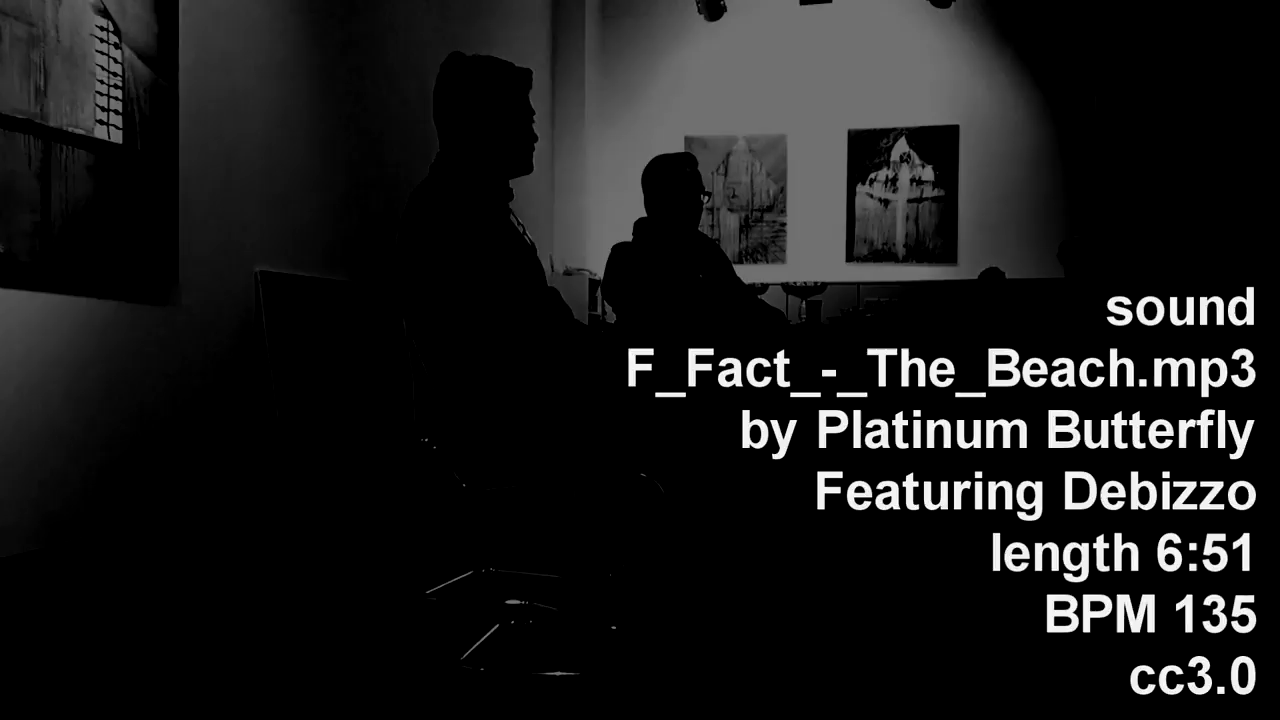 sound
F_Fact_-_The_Beach.mp3
by Platinum Butterfly
Featuring Debizzo
length 6:51
BPM 135
cc3.0